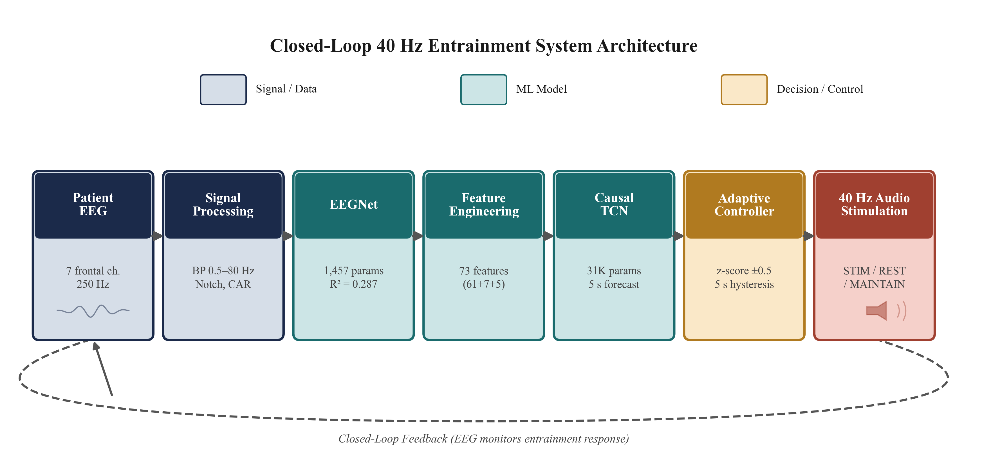 Closed-Loop 40 Hz Entrainment System Architecture
Signal / Data
ML Model
Decision / Control
Patient
EEG
7 frontal ch.
250 Hz
Signal
Processing
BP 0.5–80 Hz
Notch, CAR
EEGNet
1,457 params
R² = 0.287
Feature
Engineering
73 features
(61+7+5)
Causal
TCN
31K params
5 s forecast
Adaptive
Controller
z-score ±0.5
5 s hysteresis
40 Hz Audio
Stimulation
STIM / REST
/ MAINTAIN
Closed-Loop Feedback (EEG monitors entrainment response)